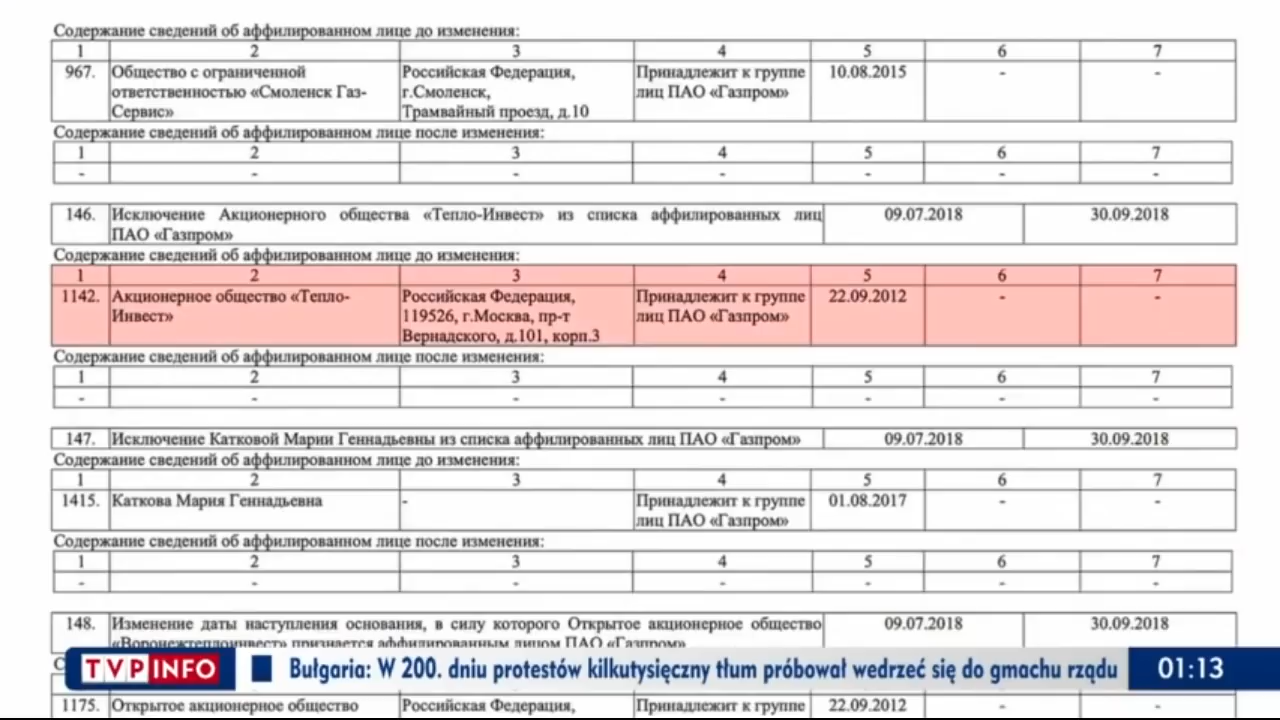 Содержание сведений об аффилированном лице до изменения:
1 2 3 4 5 6 7
967. Общество с ограниченной Российская Федерация, Принадлежит к группе 10.08.2015 - -
ответственностью «Смоленск Газ- г.Смоленск, лиц ПАО «Газпром»
Сервис» Трамвайный проезд, д.10
Содержание сведений об аффилированном лице после изменения:
1 2 3 4 5 6 7
- - - - - - -
146. Исключение Акционерного общества «Тепло-Инвест» из списка аффилированных лиц 09.07.2018 30.09.2018
ПАО «Газпром»
Содержание сведений об аффилированном лице до изменения:
1 2 3 4 5 6 7
1142. Акционерное общество «Тепло- Российская Федерация, Принадлежит к группе 22.09.2012 - -
Инвест» 119526, г.Москва, пр-т лиц ПАО «Газпром»
Вернадского, д.101, корп.3
Содержание сведений об аффилированном лице после изменения:
1 2 3 4 5 6 7
- - - - - - -
147. Исключение Катковой Марии Геннадьевны из списка аффилированных лиц ПАО «Газпром» 09.07.2018 30.09.2018
Содержание сведений об аффилированном лице до изменения:
1 2 3 4 5 6 7
1415. Каткова Мария Геннадьевна - Принадлежит к группе 01.08.2017 - -
лиц ПАО «Газпром»
Содержание сведений об аффилированном лице после изменения:
1 2 3 4 5 6 7
- - - - - - -
148. Изменение даты наступления основания, в силу которого Открытое акционерное общество 09.07.2018 30.09.2018
«Воронежтеплоинвест» признается аффилированным лицом ПАО «Газпром»
TVP INFO Bułgaria: W 200. dniu protestów kilkutysięczny tłum próbował wedrzeć się do gmachu rządu 01:13
1175. Открытое акционерное общество Российская Федерация, Принадлежит к группе 22.09.2012 - -